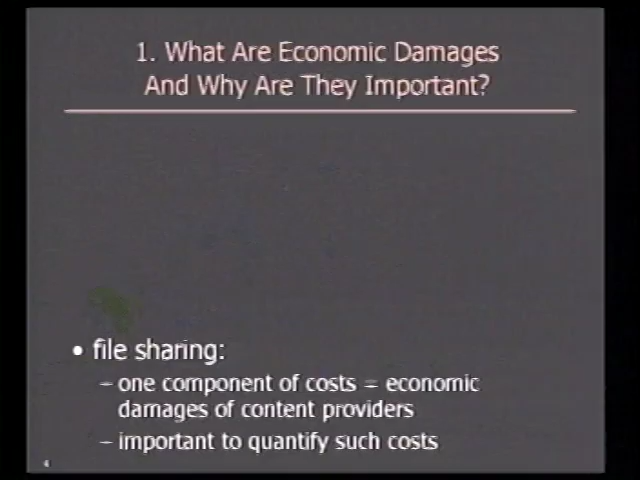 1. What Are Economic Damages
And Why Are They Important?
• file sharing:
– one component of costs = economic
damages of content providers
– important to quantify such costs
4